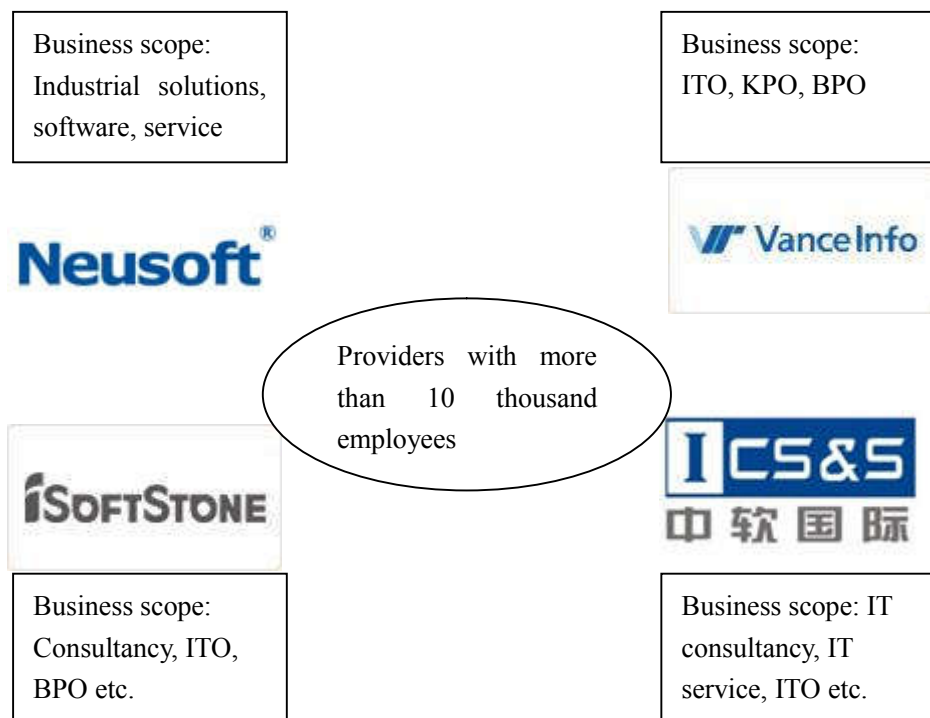 Business scope:
Industrial solutions,
software, service
Business scope:
ITO, KPO, BPO
Neusoft®
VanceInfo
Providers with more
than 10 thousand
employees
iSOFTSTONE
ICS&S
中软国际
Business scope:
Consultancy, ITO,
BPO etc.
Business scope: IT
consultancy, IT
service, ITO etc.